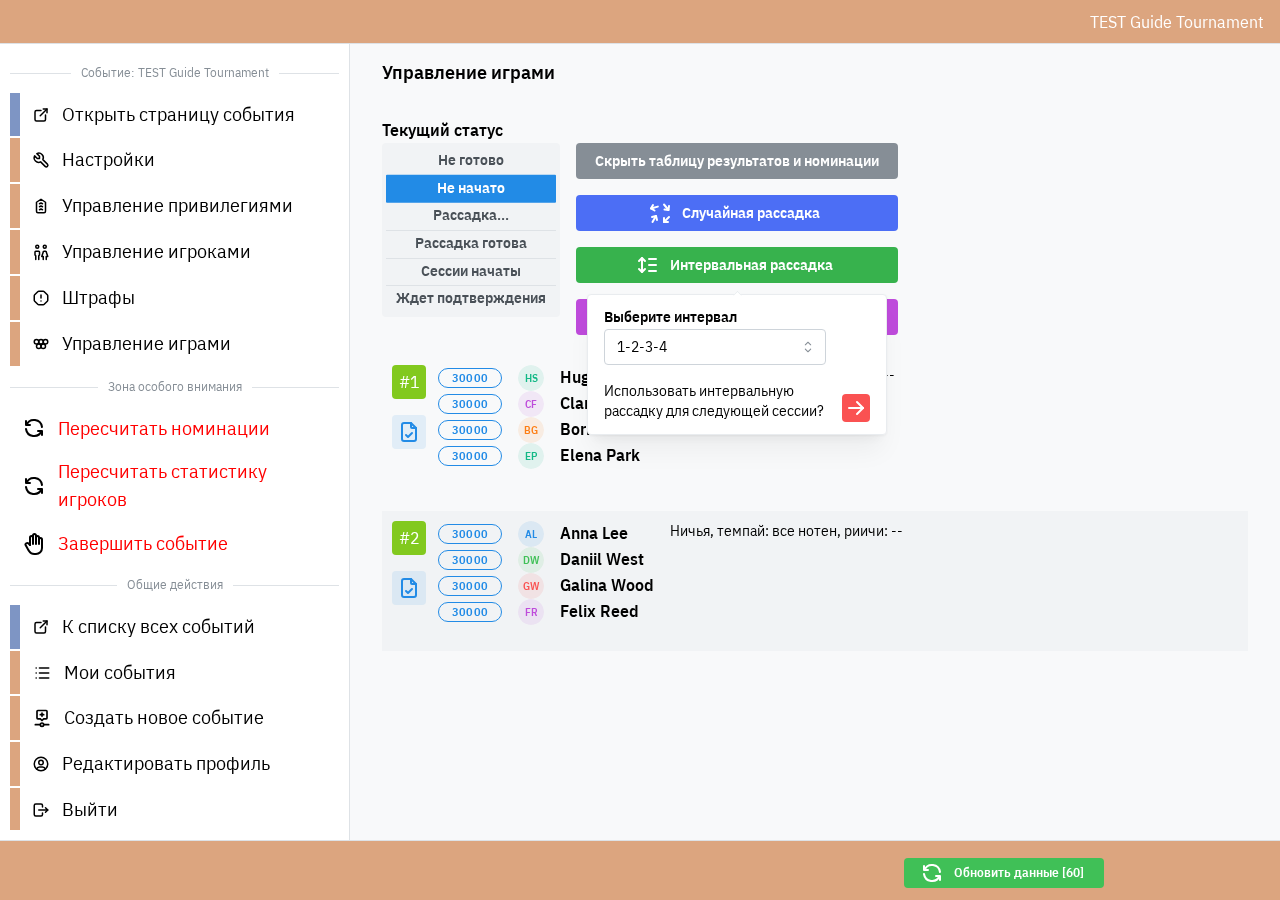 TEST Guide Tournament
Событие: TEST Guide Tournament
Открыть страницу события
Настройки
Управление привилегиями
Управление игроками
Штрафы
Управление играми
Зона особого внимания
Пересчитать номинации
Пересчитать статистику
игроков
Завершить событие
Общие действия
К списку всех событий
Мои события
Создать новое событие
Редактировать профиль
Выйти
Управление играми
Текущий статус
Не готово
Не начато
Рассадка...
Рассадка готова
Сессии начаты
Ждет подтверждения
Скрыть таблицу результатов и номинации
Случайная рассадка
Интервальная рассадка
Выберите интервал
1-2-3-4
Использовать интервальную
рассадку для следующей сессии?
#1
30000 HS
30000 CF
30000 BG
30000 EP Elena Park
#2
30000 AL Anna Lee Ничья, темпай: все нотен, риичи: --
30000 DW Daniil West
30000 GW Galina Wood
30000 FR Felix Reed
Обновить данные [60]